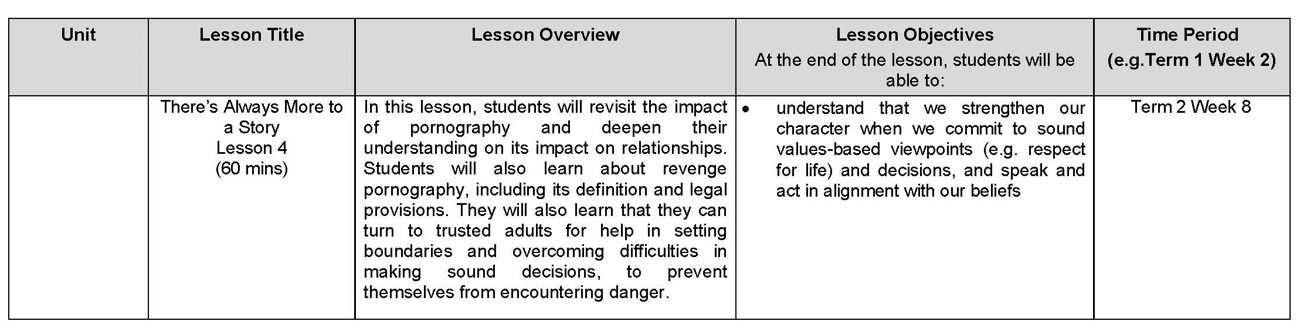 Unit
Lesson Title
Lesson Overview
Lesson Objectives
At the end of the lesson, students will be
able to:
Time Period
(e.g.Term 1 Week 2)
There's Always More to
a Story
Lesson 4
(60 mins)
In this lesson, students will revisit the impact
of pornography and deepen their
understanding on its impact on relationships.
Students will also learn about revenge
pornography, including its definition and legal
provisions. They will also learn that they can
turn to trusted adults for help in setting
boundaries and overcoming difficulties in
making sound decisions, to prevent
themselves from encountering danger.
• understand that we strengthen our
character when we commit to sound
values-based viewpoints (e.g. respect
for life) and decisions, and speak and
act in alignment with our beliefs
Term 2 Week 8